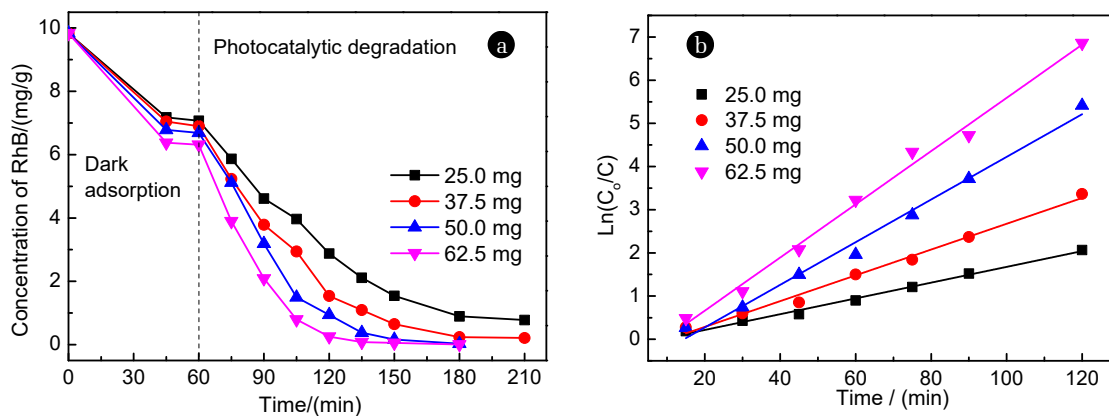 a
Photocatalytic degradation
Dark
adsorption
25.0 mg
37.5 mg
50.0 mg
62.5 mg
Concentration of RhB/(mg/g)
10
8
6
4
2
0
0 30 60 90 120 150 180 210
Time/(min)
b
25.0 mg
37.5 mg
50.0 mg
62.5 mg
Ln(Co/C)
7
6
5
4
3
2
1
0
20 40 60 80 100 120
Time / (min)